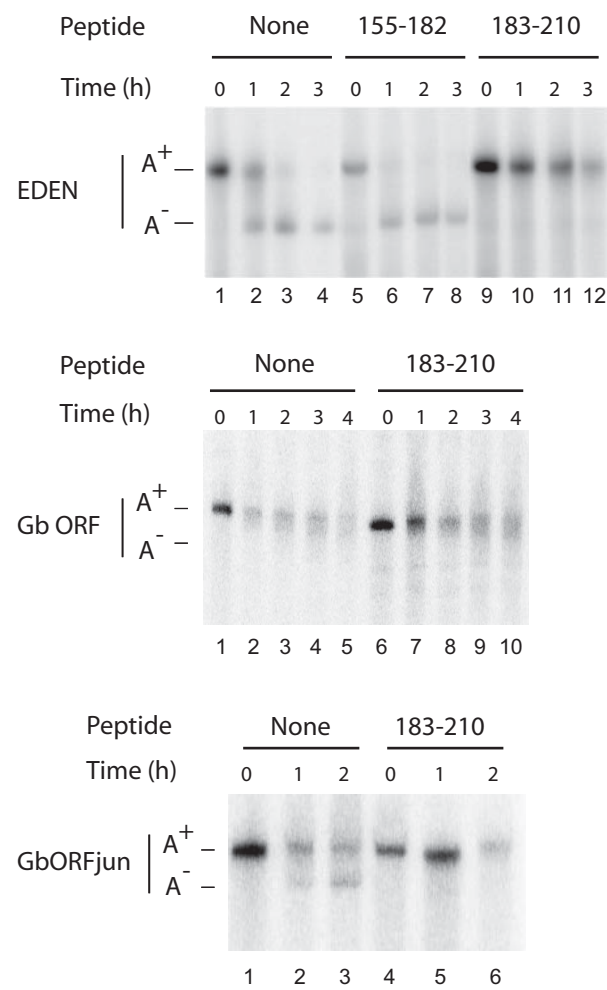 Peptide None 155-182 183-210
Time (h) 0 1 2 3 0 1 2 3 0 1 2 3
EDEN A+
A-
1 2 3 4 5 6 7 8 9 10 11 12
Peptide None 183-210
Time (h) 0 1 2 3 4 0 1 2 3 4
Gb ORF A+
A-
1 2 3 4 5 6 7 8 9 10
Peptide None 183-210
Time (h) 0 1 2 0 1 2
GbORFjun A+
A-
1 2 3 4 5 6